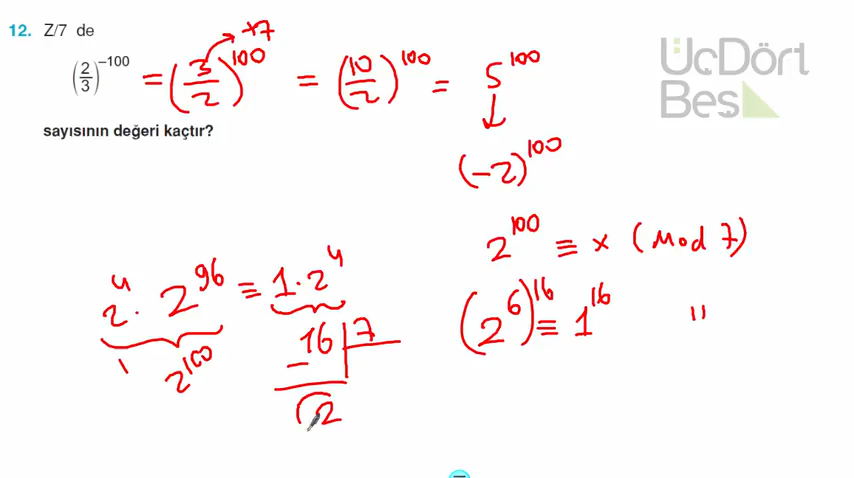 12. Z/7 de
(2/3)^-100 = (3/2)^100 = (10/2)^100 = 5^100
+7
(-2)^100
sayısının değeri kaçtır?
ÜçDört
Beş
2^100 ≡ x (Mod 7)
2^4 . 2^96 ≡ 1 . 2^4
(2^6)^16 ≡ 1^16 "
2^100
16 | 7
-
2